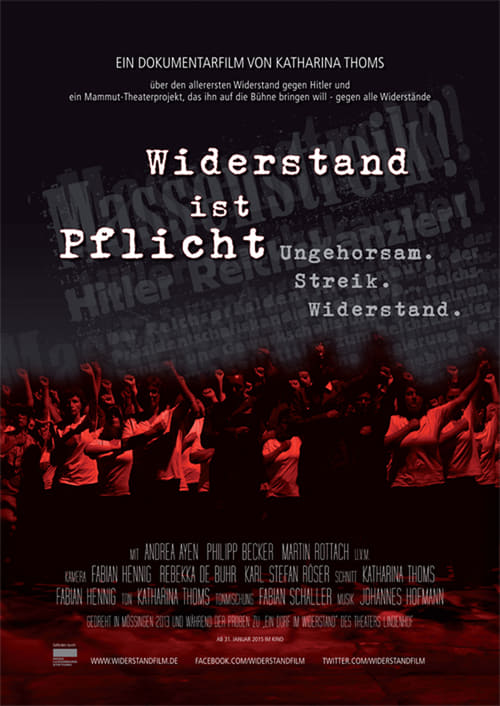 EIN DOKUMENTARFILM VON KATHARINA THOMS
über den allerersten Widerstand gegen Hitler und
ein Mammut-Theaterprojekt, das ihn auf die Bühne bringen will - gegen alle Widerstände
Massenstreik!!
Hitler Reichskanzler!
Widerstand
ist
Pflicht
Ungehorsam.
Streik.
Widerstand.
MIT ANDREA AYEN PHILIPP BECKER MARTIN ROTTACH U.V.M.
KAMERA FABIAN HENNIG REBEKKA DE BUHR KARL STEFAN RÖSER SCHNITT KATHARINA THOMS
FABIAN HENNIG TON KATHARINA THOMS TONMISCHUNG FABIAN SCHALLER MUSIK JOHANNES HOFMANN
GEDREHT IN MÖSSINGEN 2013 UND WÄHREND DER PROBEN ZU „EIN DORF IM WIDERSTAND" DES THEATERS LINDENHOF
AB 31. JANUAR 2015 IM KINO
WWW.WIDERSTANDFILM.DE FACEBOOK.COM/WIDERSTANDFILM TWITTER.COM/WIDERSTANDFILM